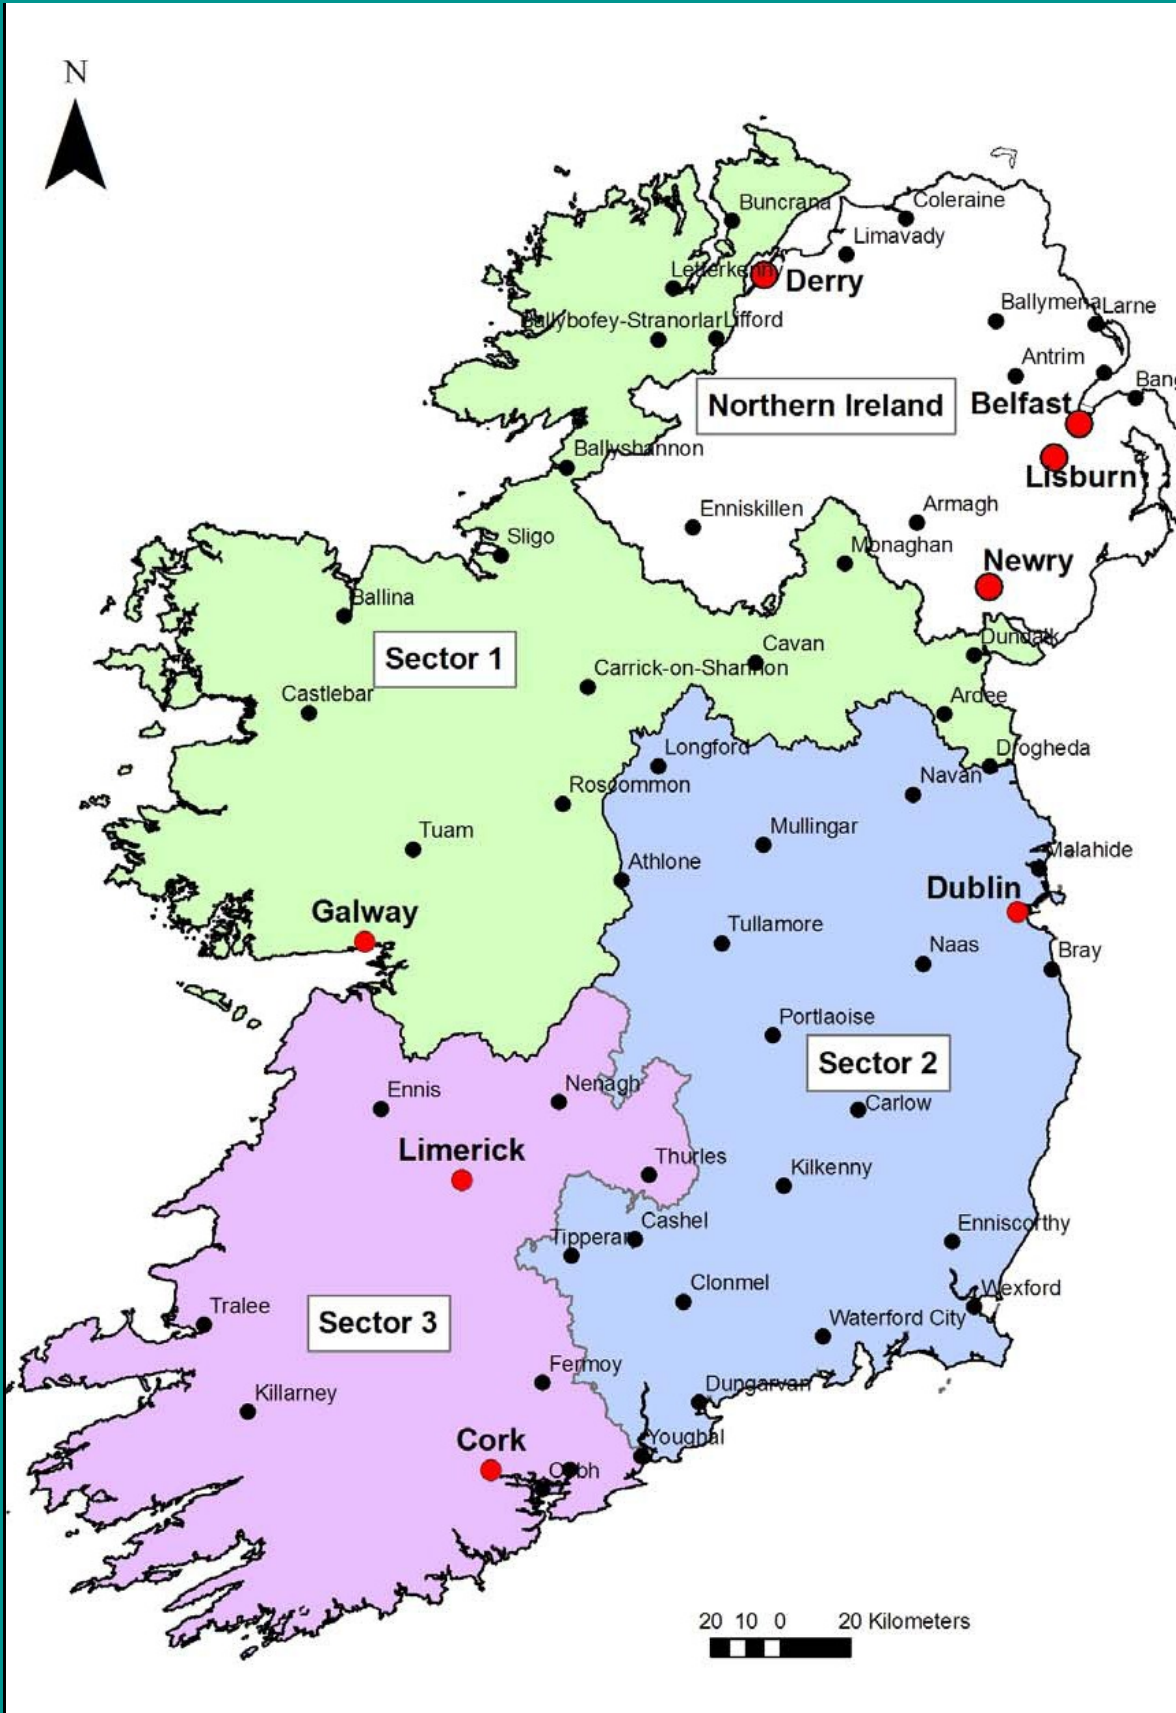 N
Buncrana
Coleraine
Limavady
Letterkenny
Derry
Ballymena
Larne
Ballybofey-Stranorlar
Lifford
Antrim
Bang
Northern Ireland
Belfast
Ballyshannon
Lisburn
Enniskillen
Armagh
Sligo
Monaghan
Newry
Ballina
Dundalk
Sector 1
Cavan
Carrick-on-Shannon
Castlebar
Ardee
Longford
Drogheda
Navan
Roscommon
Mullingar
Tuam
Malahide
Athlone
Dublin
Galway
Tullamore
Naas
Bray
Portlaoise
Sector 2
Nenagh
Ennis
Carlow
Limerick
Thurles
Kilkenny
Cashel
Enniscorthy
Tipperar
Clonmel
Wexford
Tralee
Sector 3
Waterford City
Fermoy
Dungarvan
Killarney
Youghal
Cork
Cobh
20 10 0 20 Kilometers